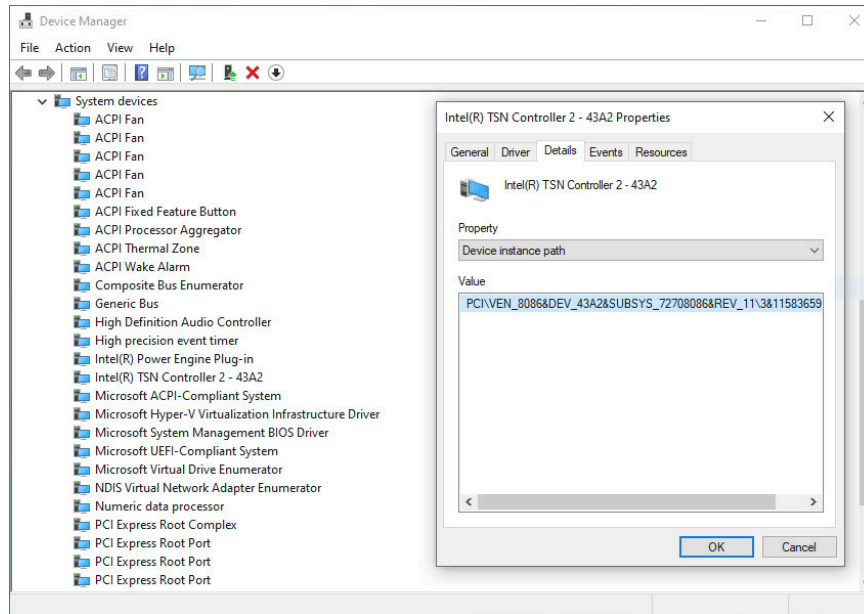 Device Manager
File Action View Help
System devices
ACPI Fan
ACPI Fan
ACPI Fan
ACPI Fan
ACPI Fan
ACPI Fixed Feature Button
ACPI Processor Aggregator
ACPI Thermal Zone
ACPI Wake Alarm
Composite Bus Enumerator
Generic Bus
High Definition Audio Controller
High precision event timer
Intel(R) Power Engine Plug-in
Intel(R) TSN Controller 2 - 43A2
Microsoft ACPI-Compliant System
Microsoft Hyper-V Virtualization Infrastructure Driver
Microsoft System Management BIOS Driver
Microsoft UEFI-Compliant System
Microsoft Virtual Drive Enumerator
NDIS Virtual Network Adapter Enumerator
Numeric data processor
PCI Express Root Complex
PCI Express Root Port
PCI Express Root Port
PCI Express Root Port
Intel(R) TSN Controller 2 - 43A2 Properties
General Driver Details Events Resources
Intel(R) TSN Controller 2 - 43A2
Property
Device instance path
Value
PCI\VEN_8086&DEV_43A2&SUBSYS_72708086&REV_11\3&11583659
OK Cancel